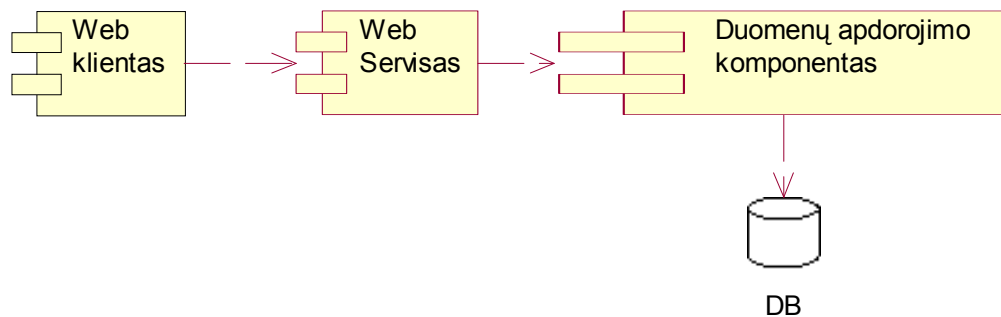 Web
klientas
Web
Servisas
Duomenų apdorojimo
komponentas
DB